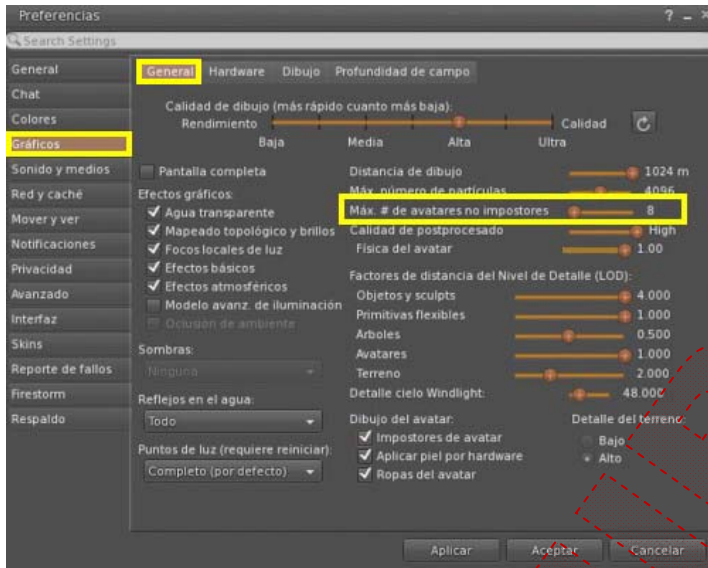 Preferencias ? – ×
Search Settings
General
Chat
Colores
Gráficos
Sonido y medios
Red y caché
Mover y ver
Notificaciones
Privacidad
Avanzado
Interfaz
Skins
Reporte de fallos
Firestorm
Respaldo
General Hardware Dibujo Profundidad de campo
Calidad de dibujo (más rápido cuanto más baja):
Rendimiento Calidad
Baja Media Alta Ultra
Pantalla completa
Efectos gráficos:
Agua transparente
Mapeado topológico y brillos
Focos locales de luz
Efectos básicos
Efectos atmosféricos
Modelo avanz. de iluminación
Oclusión de ambiente
Sombras:
Ninguna
Reflejos en el agua:
Todo
Puntos de luz (requiere reiniciar):
Completo (por defecto)
Distancia de dibujo 1024 m
Máx. número de partículas 4096
Máx. # de avatares no impostores 8
Calidad de postprocesado High
Física del avatar 1.00
Factores de distancia del Nivel de Detalle (LOD):
Objetos y sculpts 4.000
Primitivas flexibles 1.000
Arboles 0.500
Avatares 1.000
Terreno 2.000
Detalle cielo Windlight: 48.000
Dibujo del avatar:
Impostores de avatar
Aplicar piel por hardware
Ropas del avatar
Detalle del terreno:
Bajo
Alto
Aplicar Aceptar Cancelar